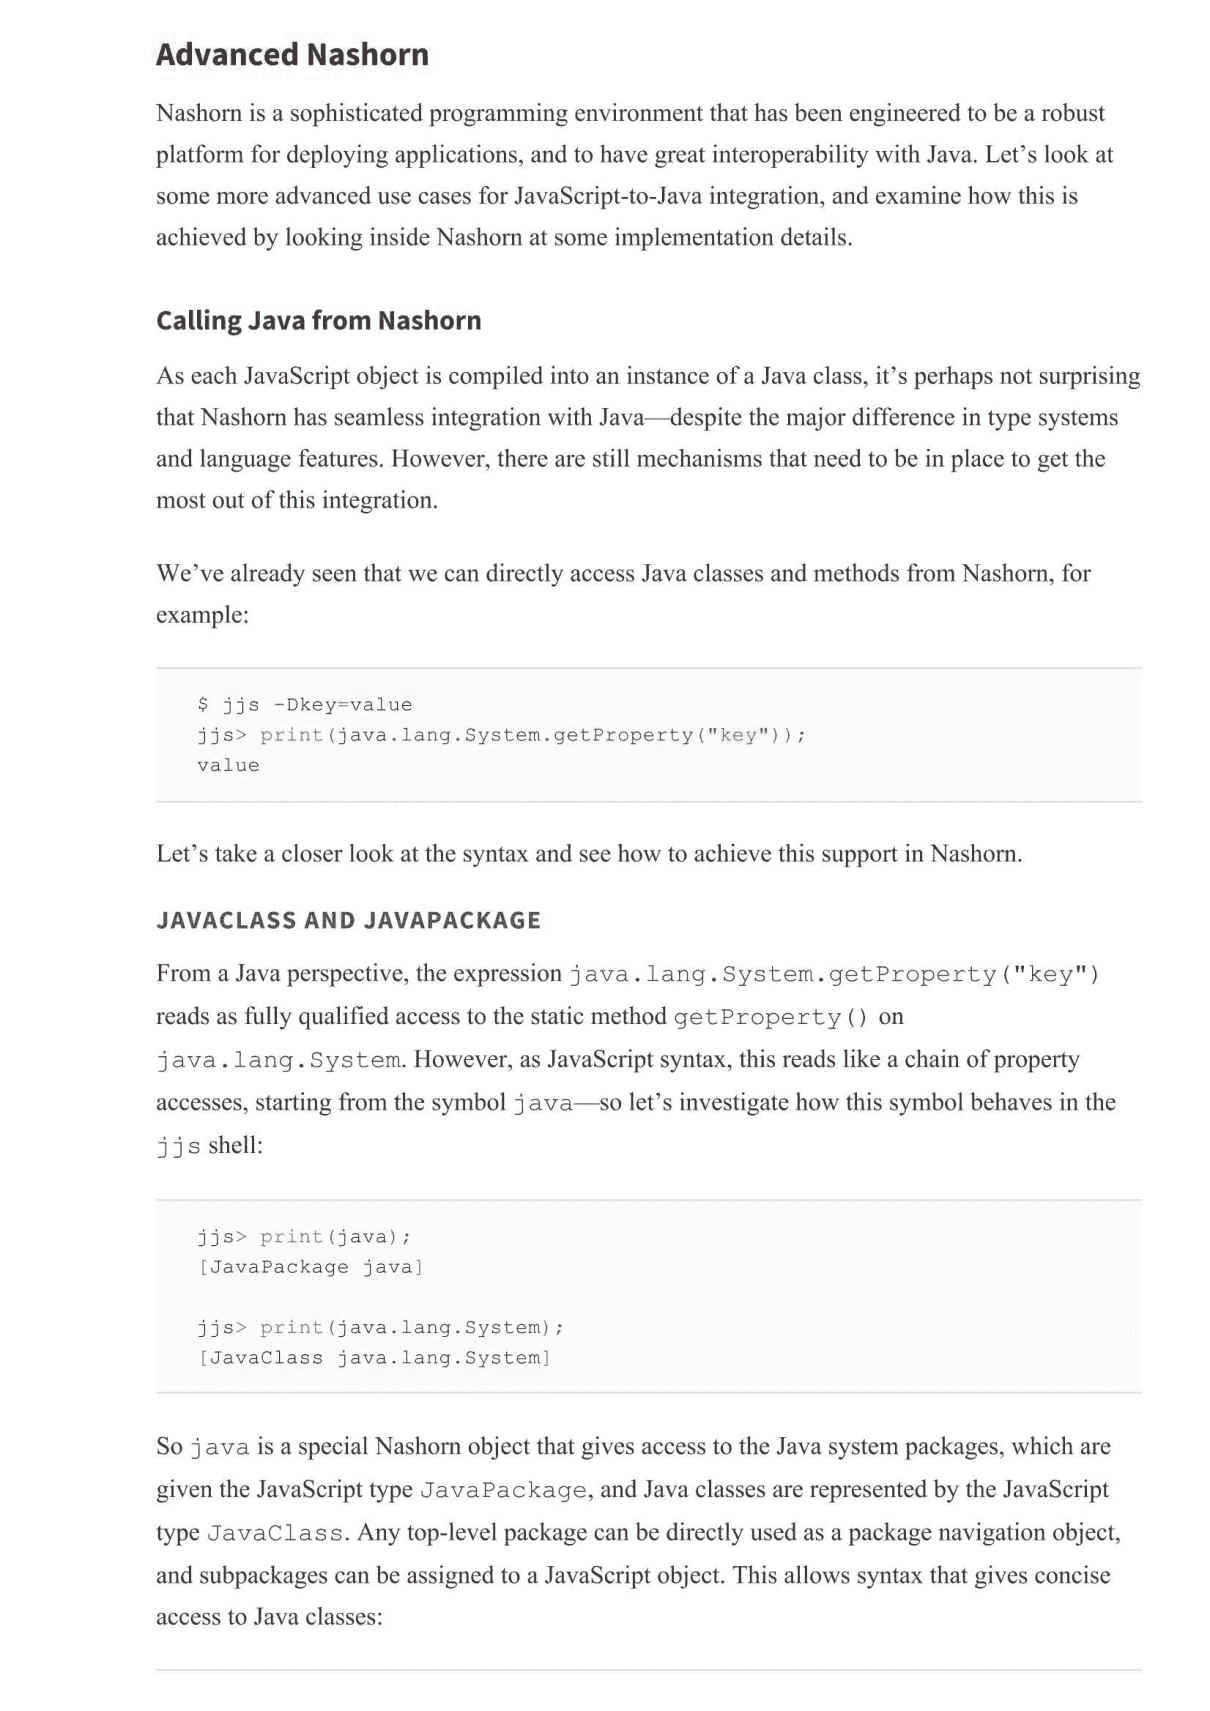 Advanced Nashorn
Nashorn is a sophisticated programming environment that has been engineered to be a robust
platform for deploying applications, and to have great interoperability with Java. Let’s look at
some more advanced use cases for JavaScript-to-Java integration, and examine how this is
achieved by looking inside Nashorn at some implementation details.
Calling Java from Nashorn
As each JavaScript object is compiled into an instance of a Java class, it’s perhaps not surprising
that Nashorn has seamless integration with Java—despite the major difference in type systems
and language features. However, there are still mechanisms that need to be in place to get the
most out of this integration.
We’ve already seen that we can directly access Java classes and methods from Nashorn, for
example:
$ jjs -Dkey=value
jjs> print(java.lang.System.getProperty("key"));
value
Let’s take a closer look at the syntax and see how to achieve this support in Nashorn.
JAVACLASS AND JAVAPACKAGE
From a Java perspective, the expression java.lang.System.getProperty("key")
reads as fully qualified access to the static method getProperty() on
java.lang.System. However, as JavaScript syntax, this reads like a chain of property
accesses, starting from the symbol java—so let’s investigate how this symbol behaves in the
jjs shell:
jjs> print(java);
[JavaPackage java]
jjs> print(java.lang.System);
[JavaClass java.lang.System]
So java is a special Nashorn object that gives access to the Java system packages, which are
given the JavaScript type JavaPackage, and Java classes are represented by the JavaScript
type JavaClass. Any top-level package can be directly used as a package navigation object,
and subpackages can be assigned to a JavaScript object. This allows syntax that gives concise
access to Java classes: